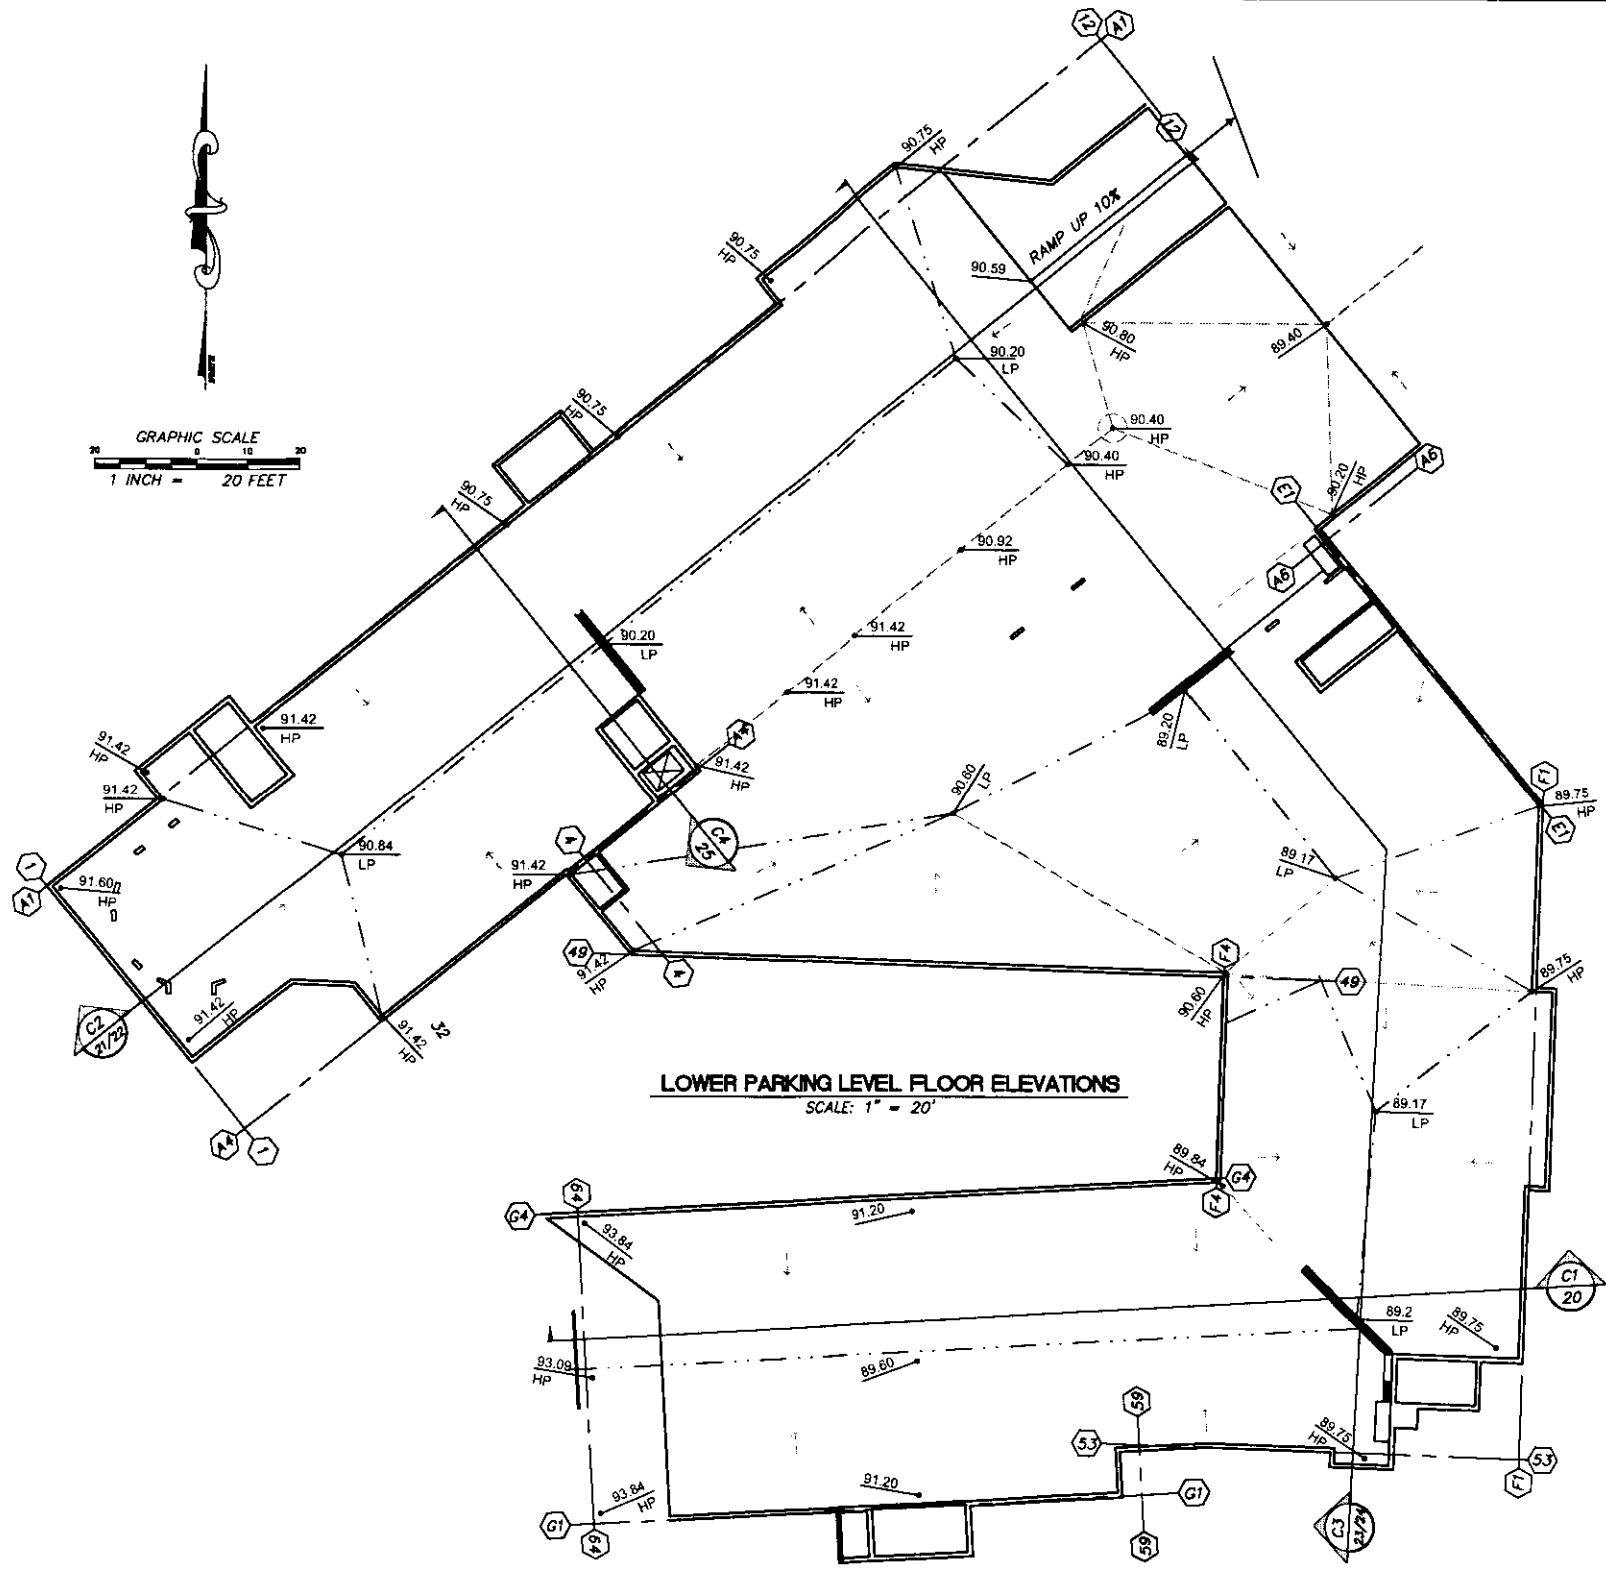 12
A1
12
90.75
HP
RAMP UP 10%
90.75
HP
90.59
90.80
HP
89.40
90.20
LP
GRAPHIC SCALE
20 0 10 20
1 INCH = 20 FEET
90.75
HP
90.40
HP
90.40
HP
90.20
HP
A6
E1
90.75
HP
90.92
HP
A6
90.20
LP
91.42
HP
91.42
HP
89.20
LP
91.42
HP
91.42
HP
A4
91.42
HP
91.42
HP
90.60
LP
F1
89.75
HP
E1
C4
25
4
90.84
LP
91.42
HP
89.17
LP
1
A1
91.60
HP
49
91.42
HP
4
F4
49
89.75
HP
90.60
HP
C2
21/22
91.42
HP
91.42
HP
32
LOWER PARKING LEVEL FLOOR ELEVATIONS
SCALE: 1" = 20'
89.17
LP
A4
1
89.84
HP
G4
F4
64
G4
91.20
93.84
HP
C1
20
89.2
LP
89.75
HP
93.09
HP
89.60
59
53
89.75
HP
53
F1
93.84
HP
91.20
G1
G1
64
59
C3
23/24